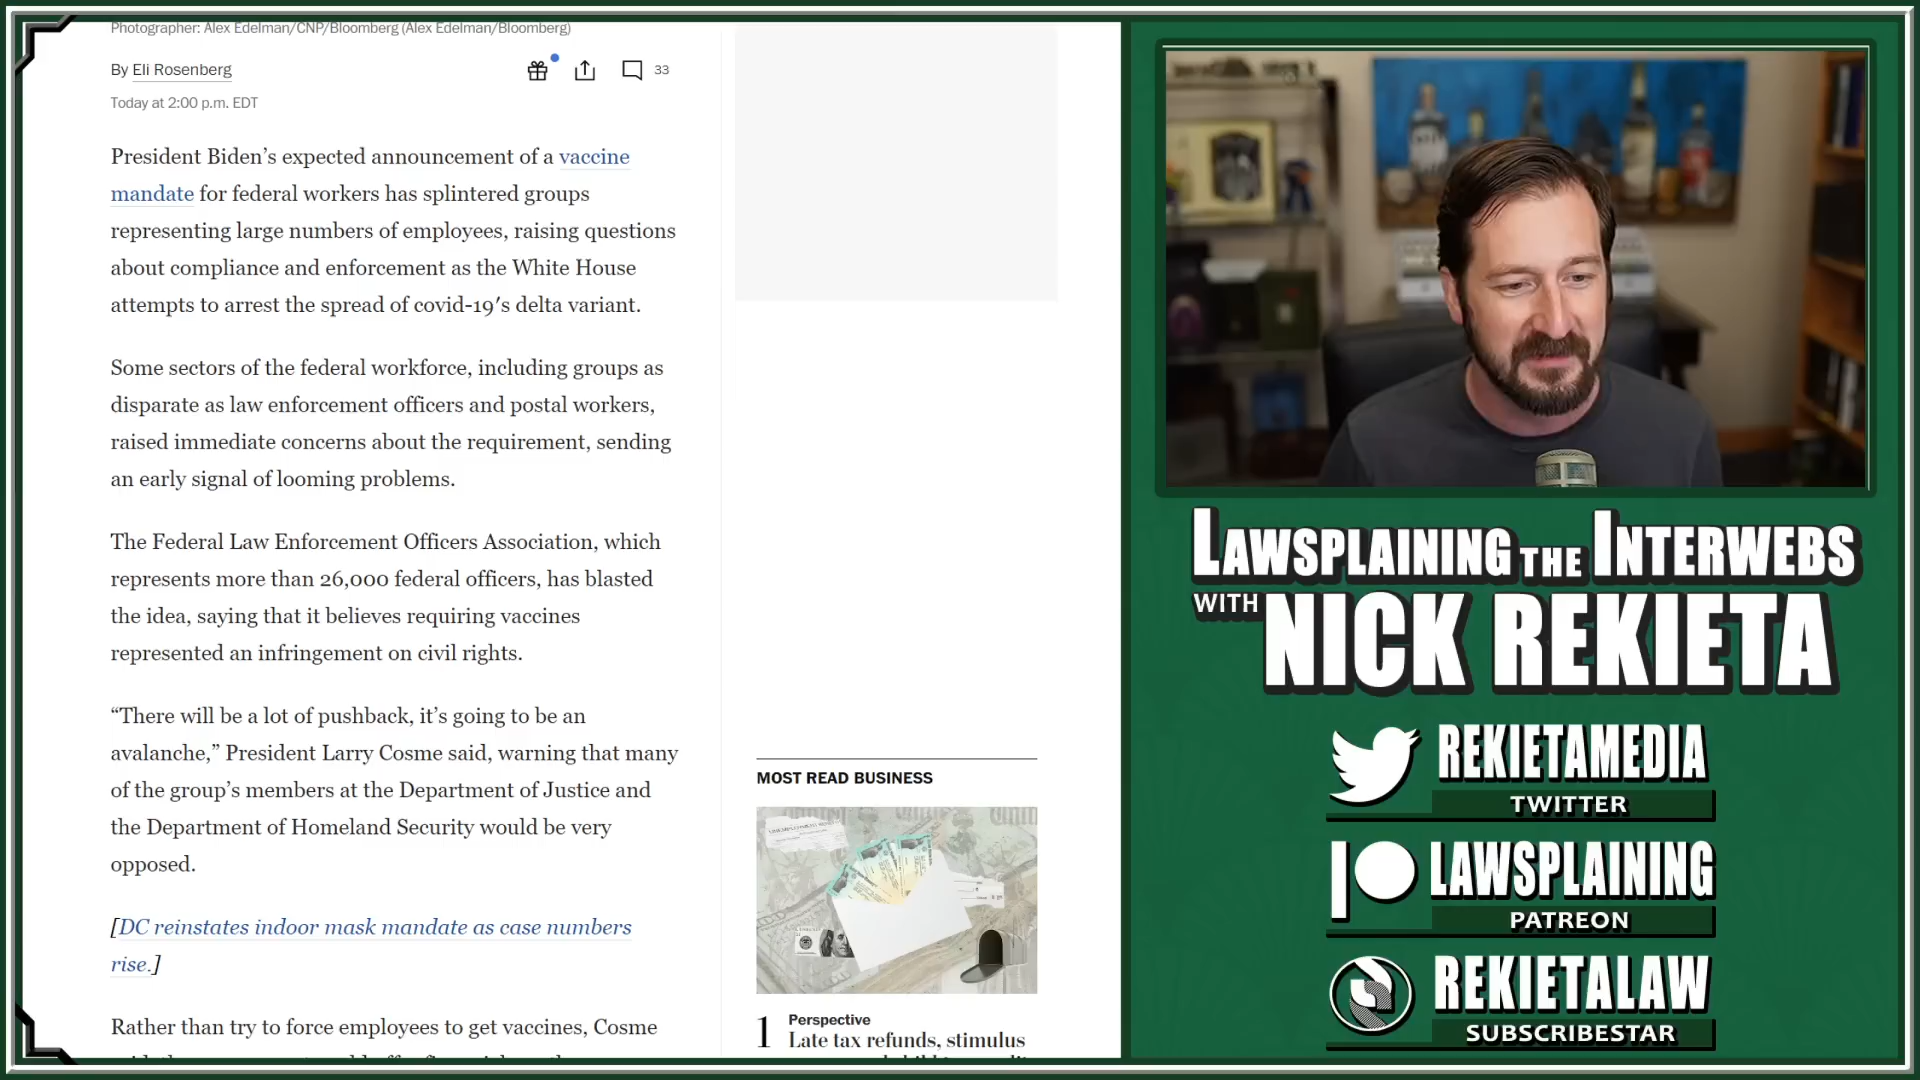 Photographer: Alex Edelman/CNP/Bloomberg (Alex Edelman/Bloomberg)
By Eli Rosenberg
33
Today at 2:00 p.m. EDT
President Biden’s expected announcement of a vaccine
mandate for federal workers has splintered groups
representing large numbers of employees, raising questions
about compliance and enforcement as the White House
attempts to arrest the spread of covid-19′s delta variant.
Some sectors of the federal workforce, including groups as
disparate as law enforcement officers and postal workers,
raised immediate concerns about the requirement, sending
an early signal of looming problems.
The Federal Law Enforcement Officers Association, which
represents more than 26,000 federal officers, has blasted
the idea, saying that it believes requiring vaccines
represented an infringement on civil rights.
“There will be a lot of pushback, it’s going to be an
avalanche,” President Larry Cosme said, warning that many
of the group’s members at the Department of Justice and
the Department of Homeland Security would be very
opposed.
[DC reinstates indoor mask mandate as case numbers
rise.]
Rather than try to force employees to get vaccines, Cosme
MOST READ BUSINESS
1
Perspective
Late tax refunds, stimulus
LAWSPLAINING THE INTERWEBS
WITH NICK REKIETA
REKIETAMEDIA
TWITTER
LAWSPLAINING
PATREON
REKIETALAW
SUBSCRIBESTAR